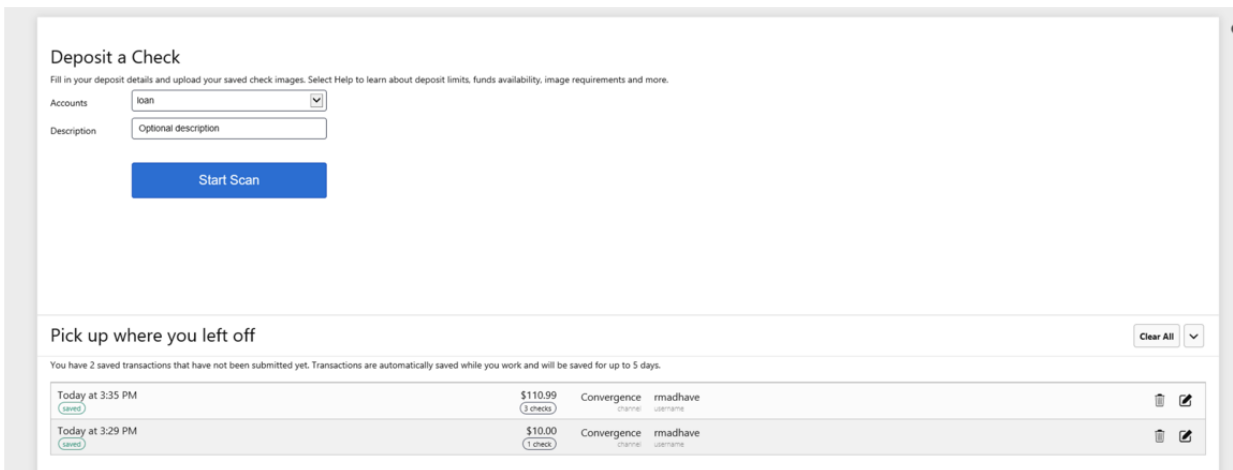 Deposit a Check
Fill in your deposit details and upload your saved check images. Select Help to learn about deposit limits, funds availability, image requirements and more.
Accounts loan
Description Optional description
Start Scan
Pick up where you left off Clear All
You have 2 saved transactions that have not been submitted yet. Transactions are automatically saved while you work and will be saved for up to 5 days.
Today at 3:35 PM $110.99 Convergence rmadhave
saved 3 checks channel username
Today at 3:29 PM $10.00 Convergence rmadhave
saved 1 check channel username